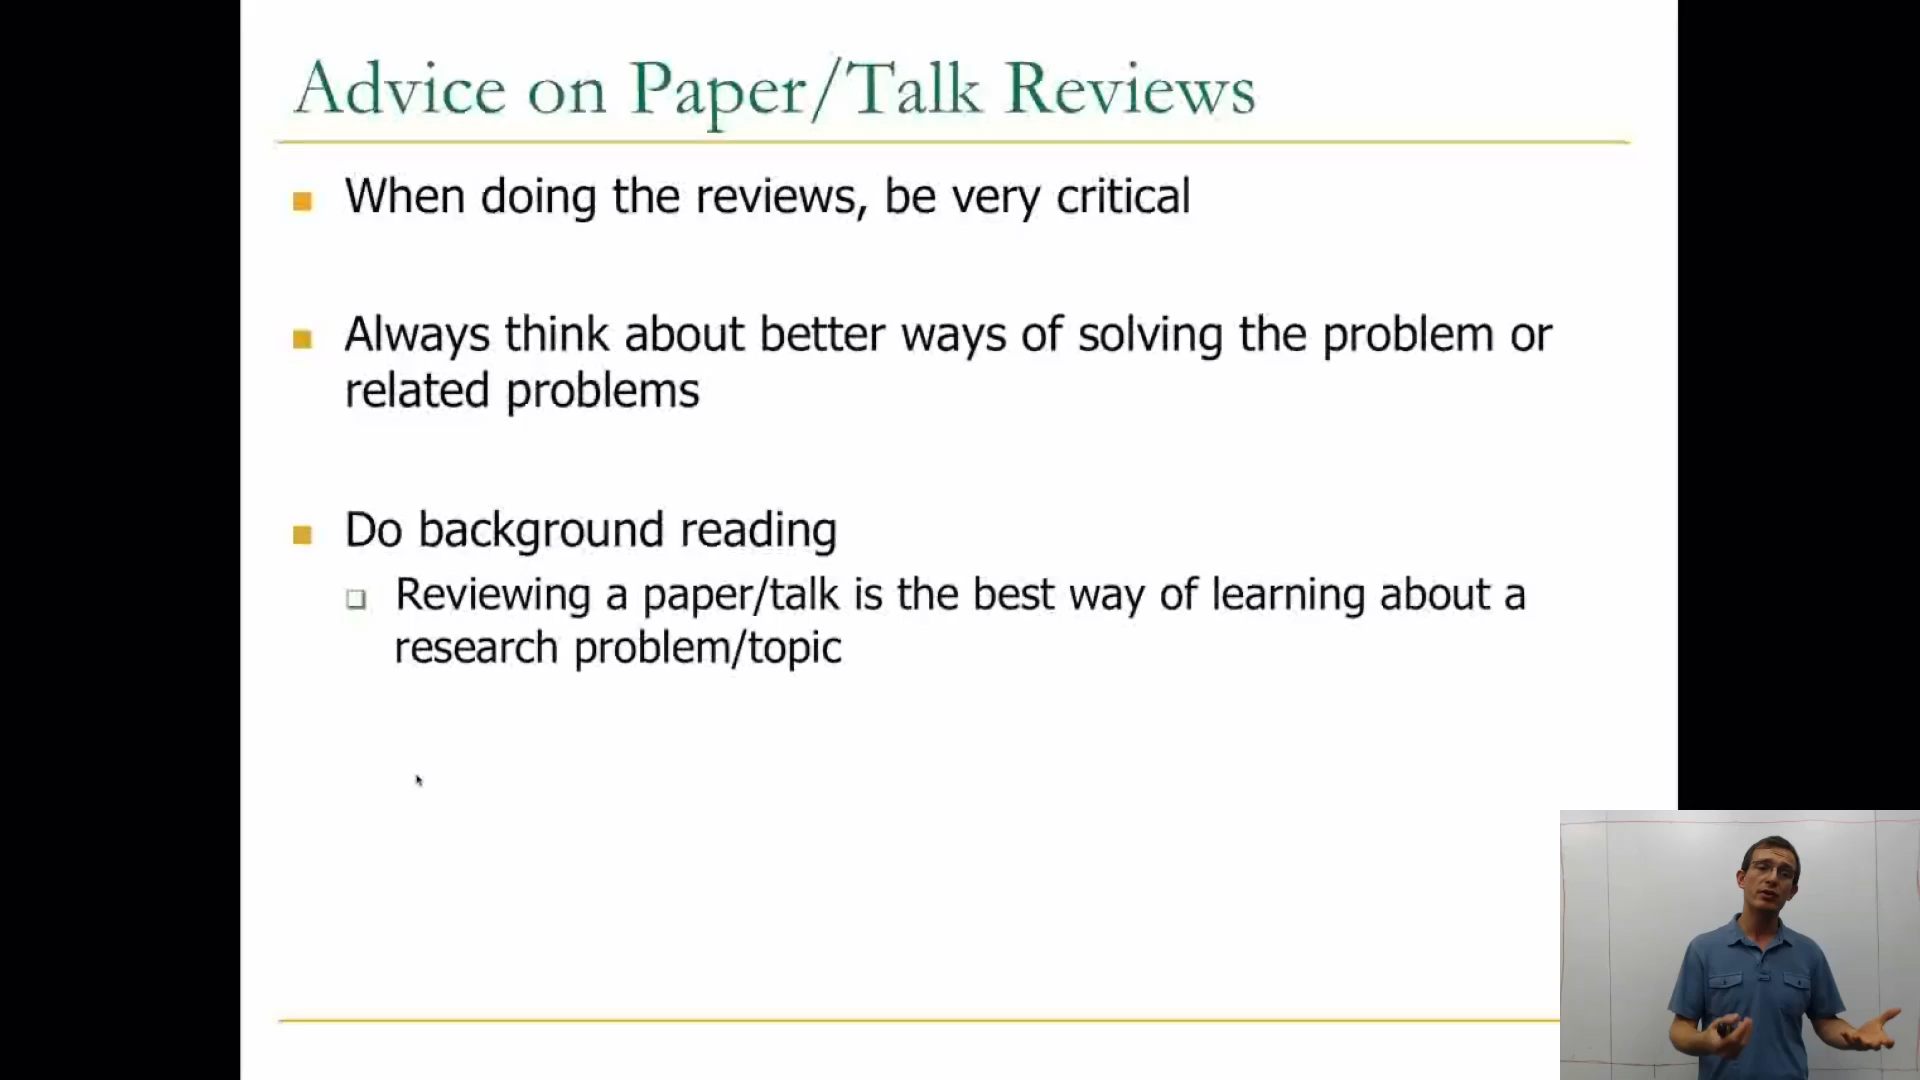 Advice on Paper/Talk Reviews
When doing the reviews, be very critical
Always think about better ways of solving the problem or
related problems
Do background reading
Reviewing a paper/talk is the best way of learning about a
research problem/topic